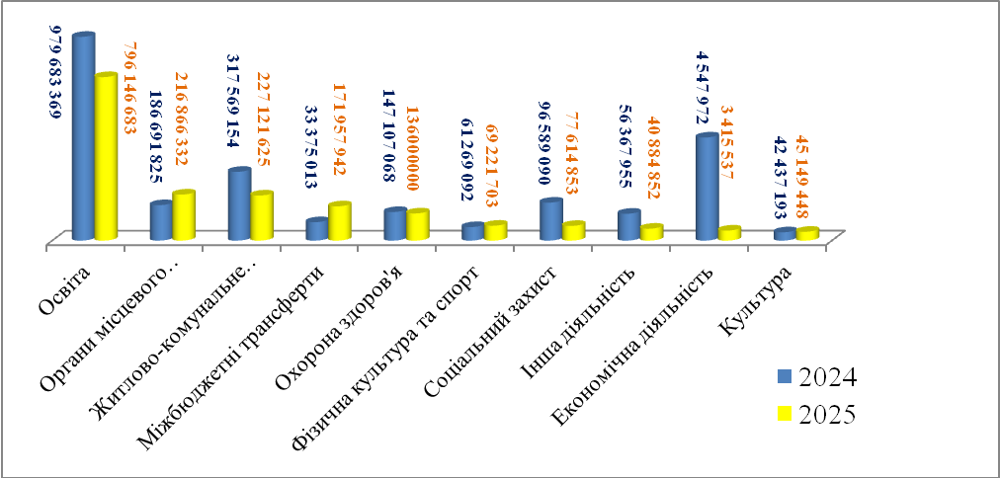 979 683 369
796 146 683
186 691 825
216 866 332
317 569 154
227 121 625
33 375 013
171 957 942
147 107 068
136000000
61 269 092
69 221 703
96 589 090
77 614 853
56 367 955
40 884 852
4 547 972
3 415 537
42 437 193
45 149 448
Освіта
Органи місцевого..
Житлово-комунальне..
Міжбюджетні трансферти
Охорона здоров'я
Фізична культура та спорт
Соціальний захист
Інша діяльність
Економічна діяльність
Культура
2024
2025